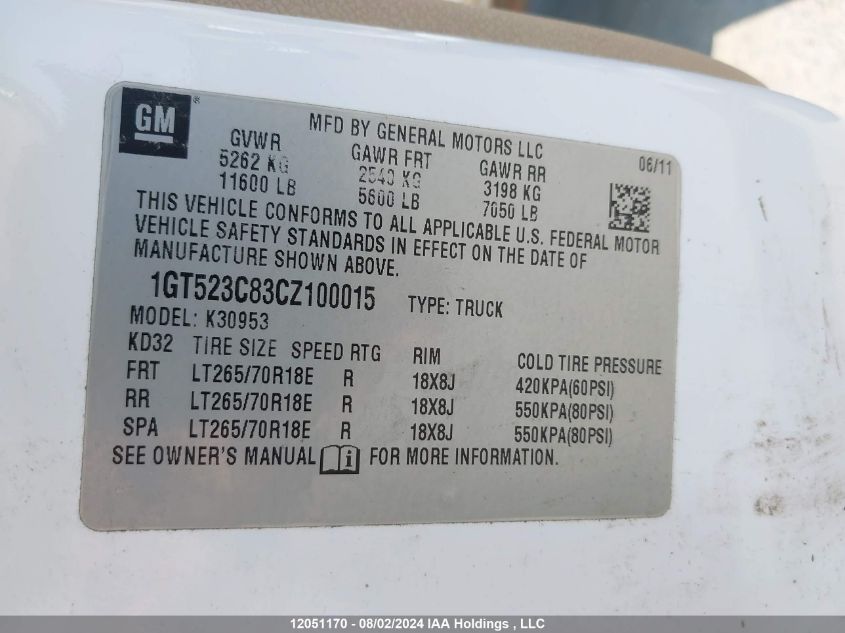 GM®
MFD BY GENERAL MOTORS LLC
06/11
GVWR GAWR FRT GAWR RR
5262 KG 2540 KG 3198 KG
11600 LB 5600 LB 7050 LB
THIS VEHICLE CONFORMS TO ALL APPLICABLE U.S. FEDERAL MOTOR
VEHICLE SAFETY STANDARDS IN EFFECT ON THE DATE OF
MANUFACTURE SHOWN ABOVE.
1GT523C83CZ100015 TYPE: TRUCK
MODEL: K30953
KD32 TIRE SIZE SPEED RTG RIM COLD TIRE PRESSURE
FRT LT265/70R18E R 18X8J 420KPA(60PSI)
RR LT265/70R18E R 18X8J 550KPA(80PSI)
SPA LT265/70R18E R 18X8J 550KPA(80PSI)
SEE OWNER'S MANUAL i FOR MORE INFORMATION.
12051170 - 08/02/2024 IAA Holdings , LLC